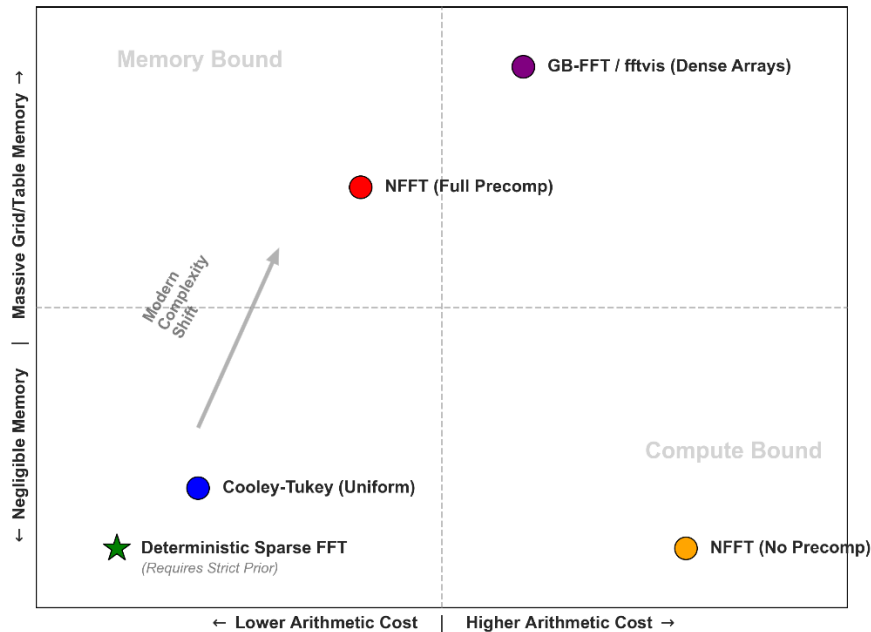 Memory Bound
GB-FFT / fftvis (Dense Arrays)
NFFT (Full Precomp)
Modern
Complexity
Shift
← Negligible Memory | Massive Grid/Table Memory →
Compute Bound
Cooley-Tukey (Uniform)
Deterministic Sparse FFT
(Requires Strict Prior)
NFFT (No Precomp)
← Lower Arithmetic Cost | Higher Arithmetic Cost →